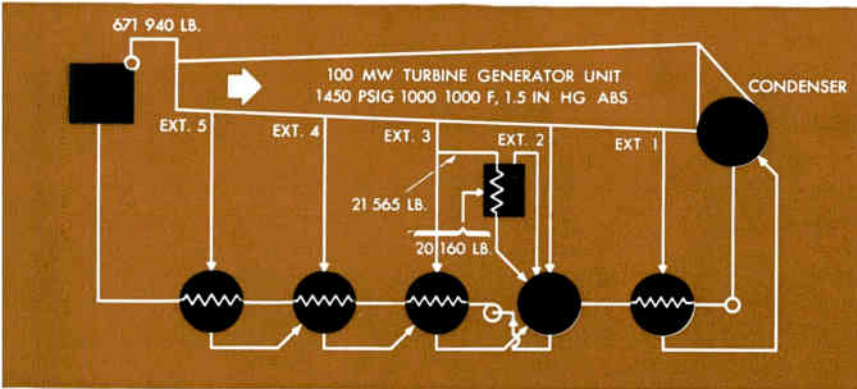 671 940 LB.
100 MW TURBINE GENERATOR UNIT
1450 PSIG 1000 1000 F, 1.5 IN HG ABS
CONDENSER
EXT. 5
EXT. 4
EXT. 3
EXT. 2
EXT 1
21 565 LB.
20 160 LB.